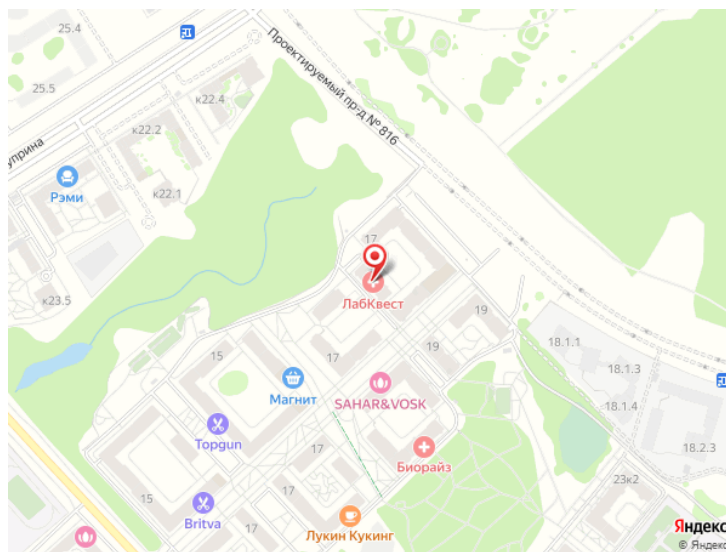 25.4
25.5
к22.4
к22.2
к22.1
уприна
Проектируемый пр-д № 816
Рэми
к23.5
17
ЛабКвест
19
19
18.1.1
18.1.3
18.1.4
18.2.3
15
17
Магнит
SAHAR&VOSK
Topgun
17
Биорайз
15
17
Britva
Лукин Кукинг
23к2
Яндекс
© Яндекс